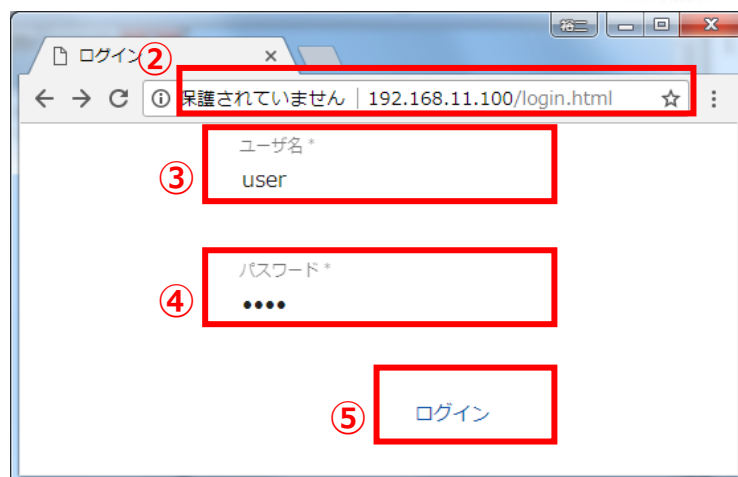 裕三
ログイン
②
保護されていません | 192.168.11.100/login.html
ユーザ名 *
③
user
パスワード *
④
••••
⑤
ログイン